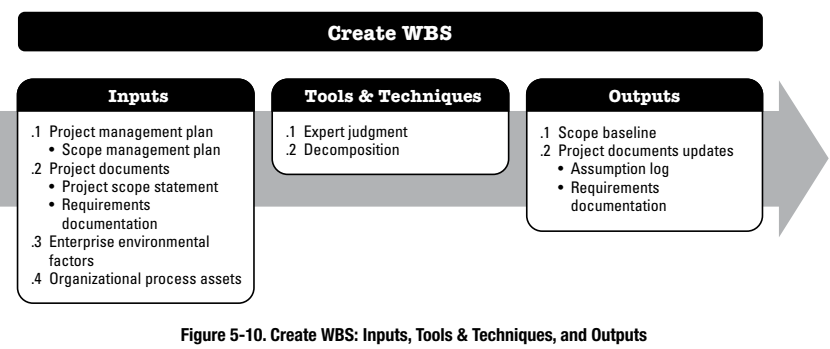 Create WBS
Inputs
.1 Project management plan
• Scope management plan
.2 Project documents
• Project scope statement
• Requirements
documentation
.3 Enterprise environmental
factors
.4 Organizational process assets
Tools & Techniques
.1 Expert judgment
.2 Decomposition
Outputs
.1 Scope baseline
.2 Project documents updates
• Assumption log
• Requirements
documentation
Figure 5-10. Create WBS: Inputs, Tools & Techniques, and Outputs